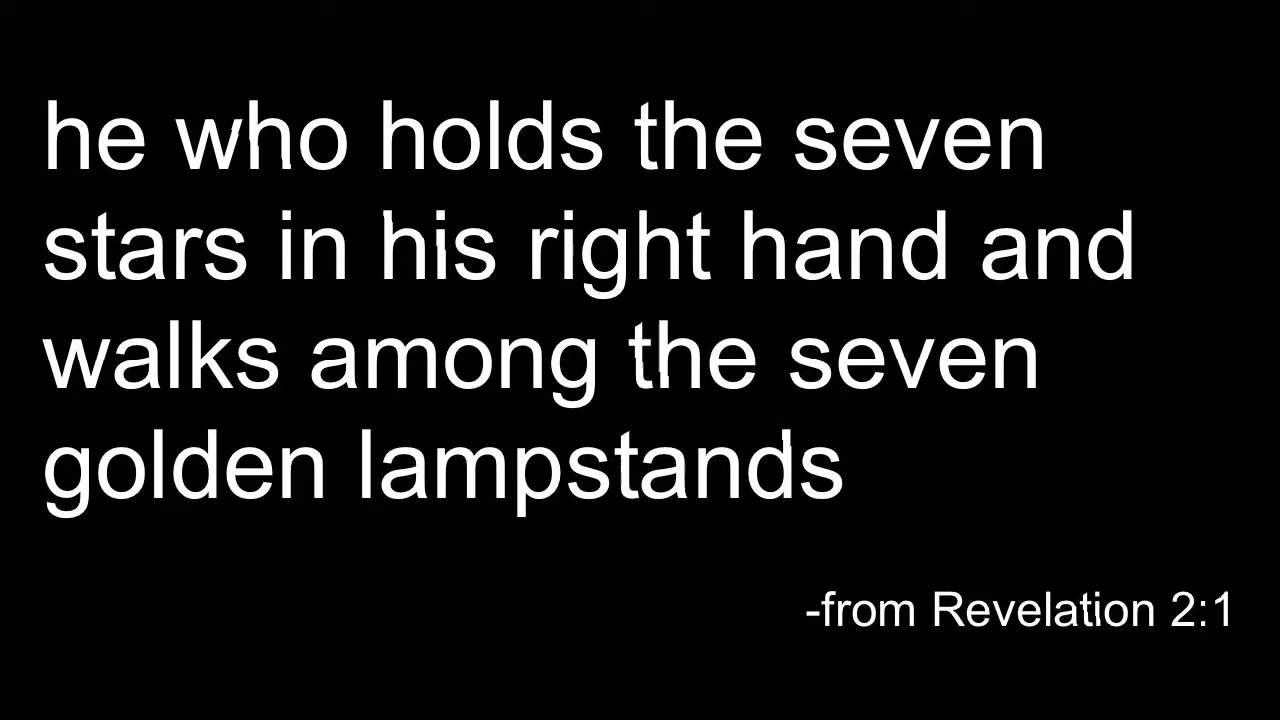 he who holds the seven
stars in his right hand and
walks among the seven
golden lampstands
-from Revelation 2:1